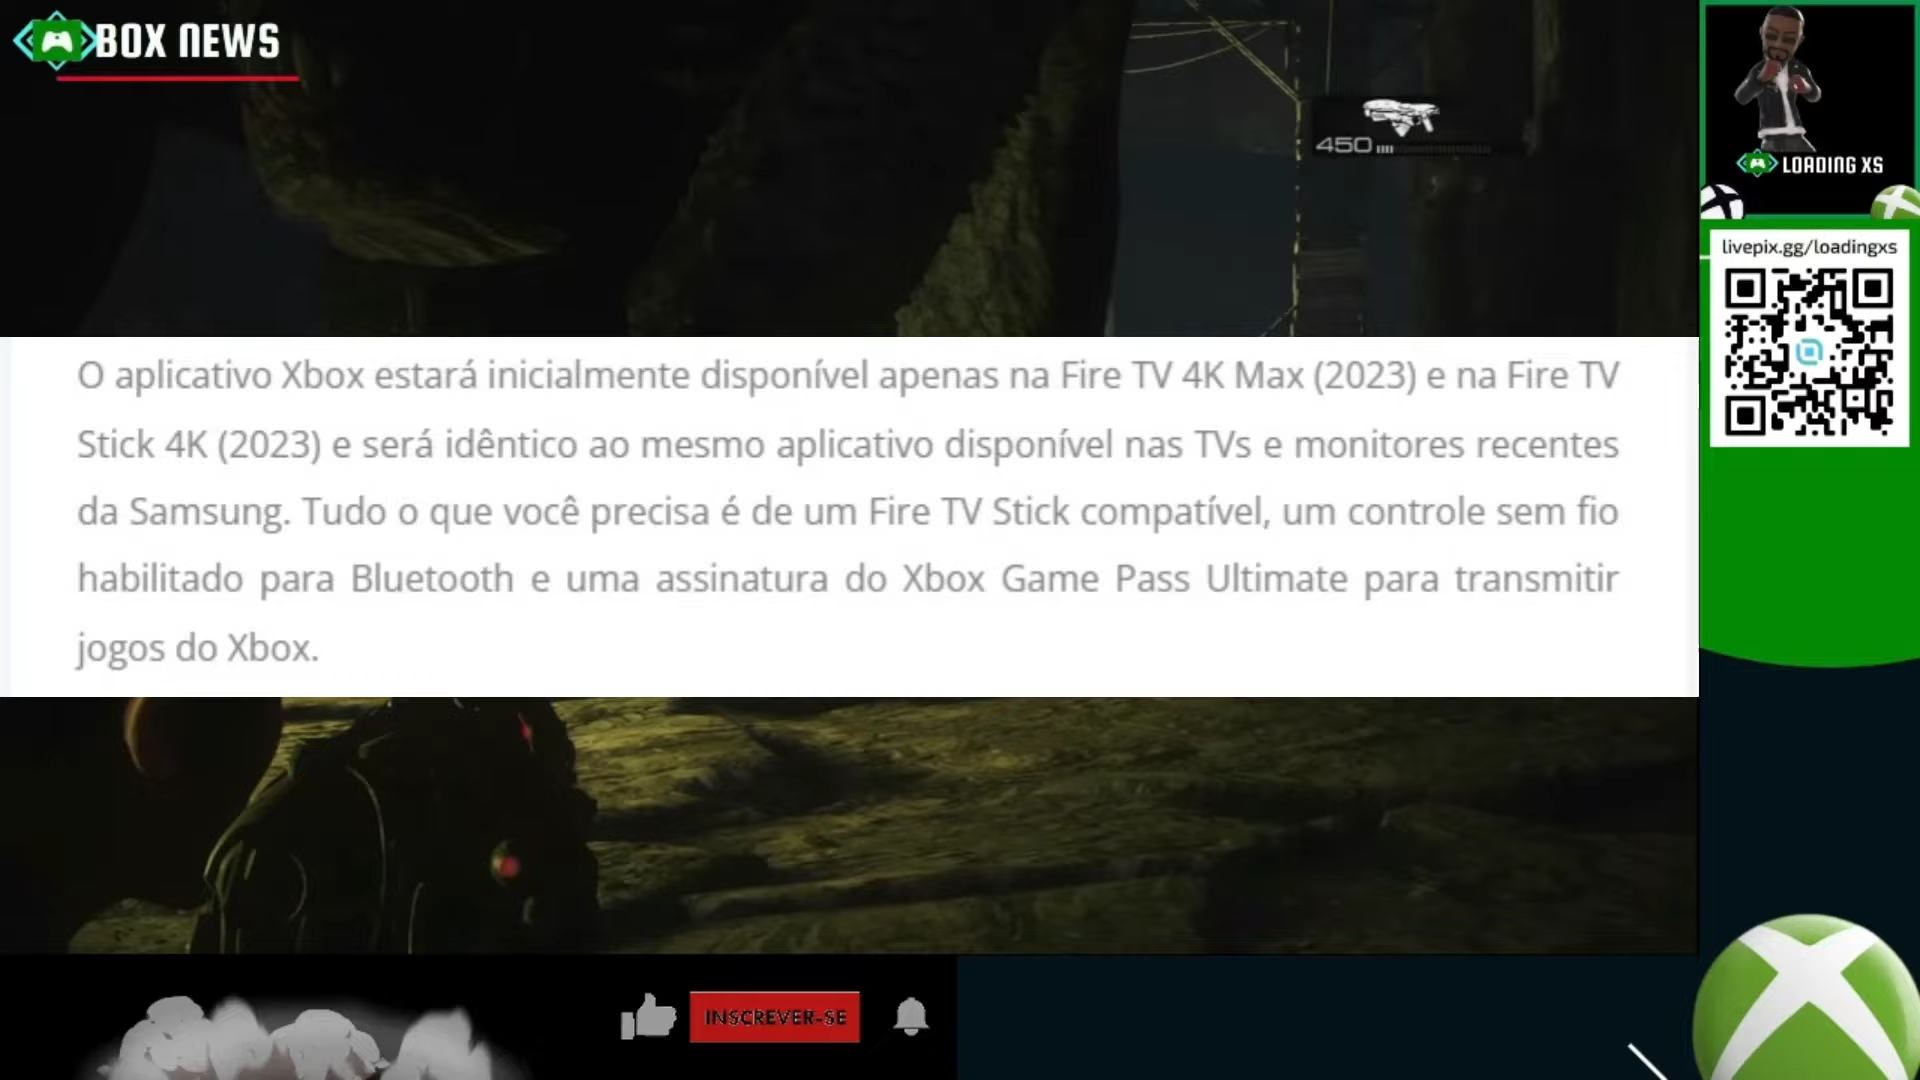 BOX NEWS
450
LOADING XS
livepix.gg/loadingxs
O aplicativo Xbox estará inicialmente disponível apenas na Fire TV 4K Max (2023) e na Fire TV
Stick 4K (2023) e será idêntico ao mesmo aplicativo disponível nas TVs e monitores recentes
da Samsung. Tudo o que você precisa é de um Fire TV Stick compatível, um controle sem fio
habilitado para Bluetooth e uma assinatura do Xbox Game Pass Ultimate para transmitir
jogos do Xbox.
INSCREVER-SE